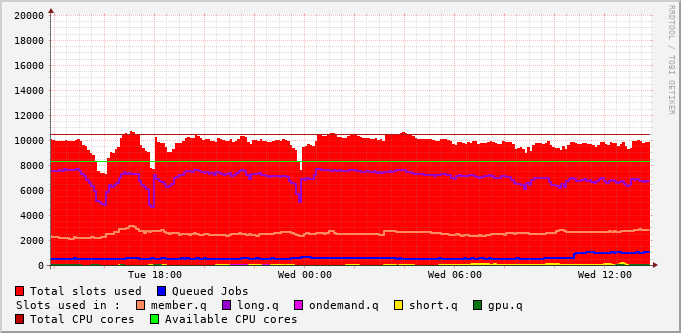 20000
18000
16000
14000
12000
10000
8000
6000
4000
2000
0
Tue 18:00 Wed 00:00 Wed 06:00 Wed 12:00
RRDTOOL / TOBI OETIKER
Total slots used Queued Jobs
Slots used in : member.q long.q ondemand.q short.q gpu.q
Total CPU cores Available CPU cores